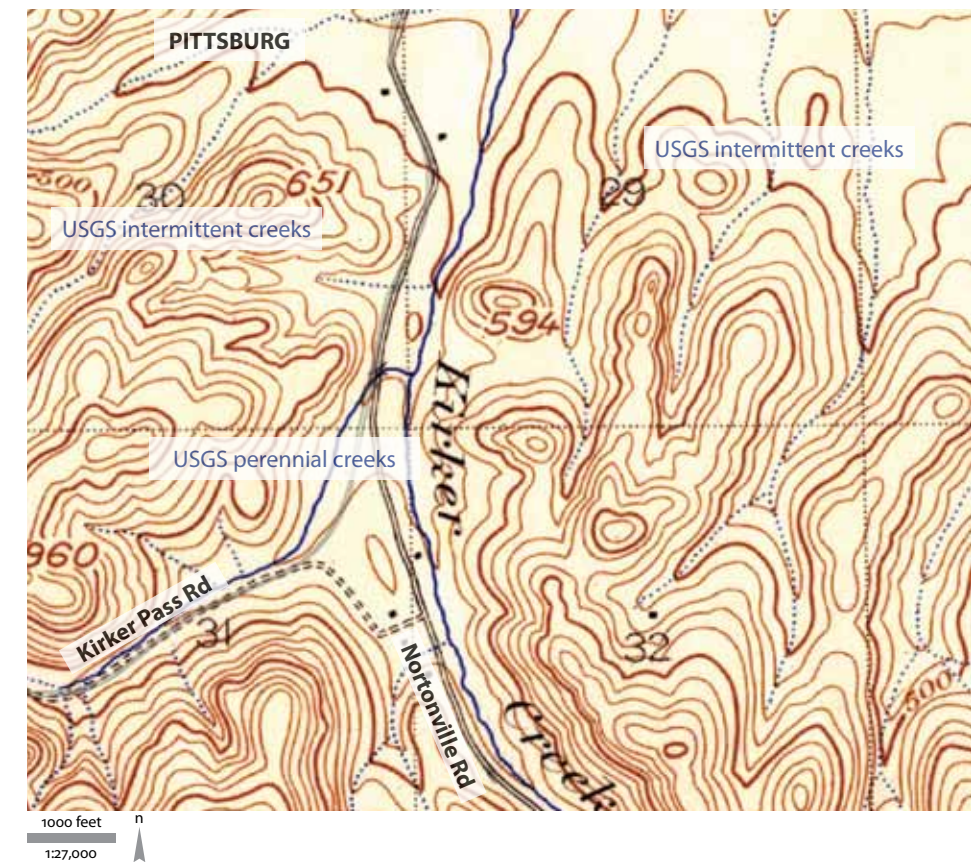 PITTSBURG
USGS intermittent creeks
500
30
651
29
USGS intermittent creeks
594
Kirker
USGS perennial creeks
960
Kirker Pass Rd
31
32
Nortonville Rd
500
Creek
1000 feet
n
1:27,000